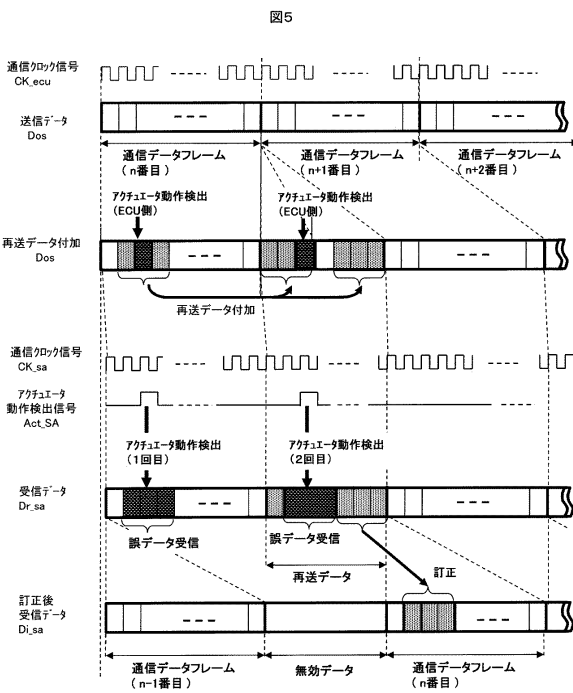 図5
通信クロック信号
CK_ecu
送信データ
Dos
通信データフレーム
(n番目)
通信データフレーム
(n+1番目)
通信データフレーム
(n+2番目)
アクチュエータ動作検出
(ECU側)
アクチュエータ動作検出
(ECU側)
再送データ付加
Dos
再送データ付加
通信クロック信号
CK_sa
アクチュエータ
動作検出信号
Act_SA
アクチュエータ動作検出
(1回目)
アクチュエータ動作検出
(2回目)
受信データ
Dr_sa
誤データ受信
誤データ受信
再送データ
訂正
訂正後
受信データ
Di_sa
通信データフレーム
(n-1番目)
無効データ
通信データフレーム
(n番目)